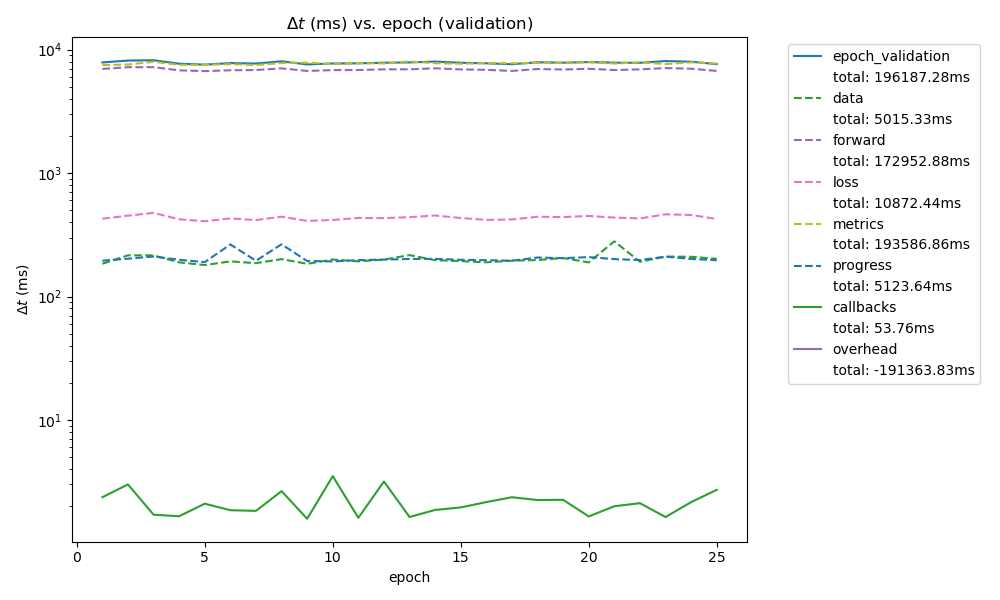 Δt (ms) vs. epoch (validation)
10⁴
10³
10²
10¹
Δt (ms)
0 5 10 15 20 25
epoch
epoch_validation
total: 196187.28ms
data
total: 5015.33ms
forward
total: 172952.88ms
loss
total: 10872.44ms
metrics
total: 193586.86ms
progress
total: 5123.64ms
callbacks
total: 53.76ms
overhead
total: -191363.83ms